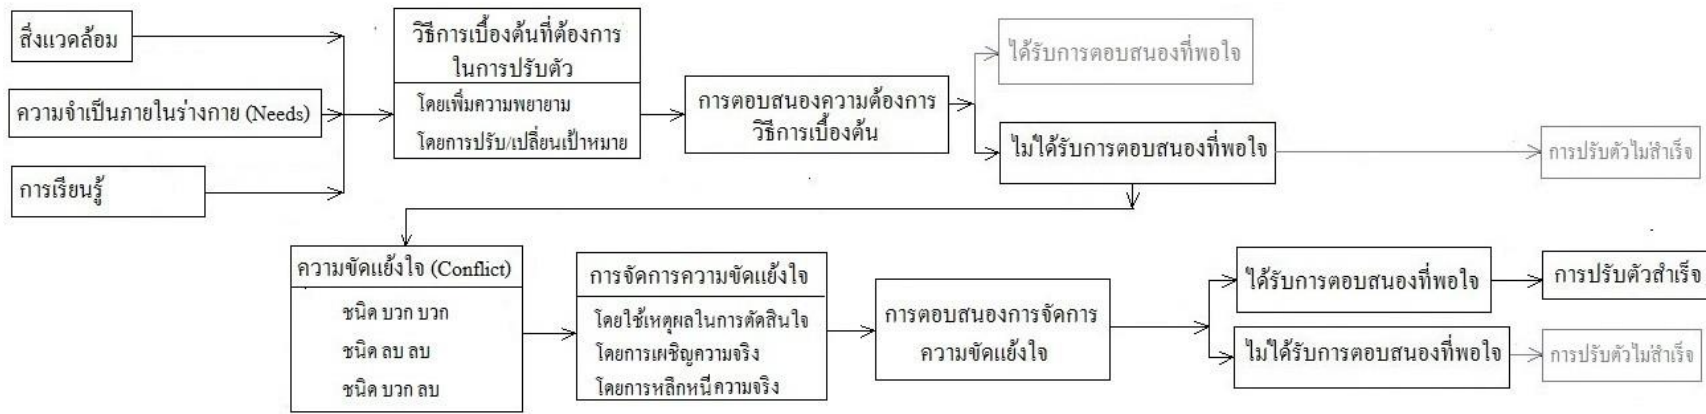 สิ่งแวดล้อม
ความจำเป็นภายในร่างกาย (Needs)
การเรียนรู้
วิธีการเบื้องต้นที่ต้องการ
ในการปรับตัว
โดยเพิ่มความพยายาม
โดยการปรับ/เปลี่ยนเป้าหมาย
การตอบสนองความต้องการ
วิธีการเบื้องต้น
ได้รับการตอบสนองที่พอใจ
ไม่ได้รับการตอบสนองที่พอใจ
การปรับตัวไม่สำเร็จ
ความขัดแย้งใจ (Conflict)
ชนิด บวก บวก
ชนิด ลบ ลบ
ชนิด บวก ลบ
การจัดการความขัดแย้งใจ
โดยใช้เหตุผลในการตัดสินใจ
โดยการเผชิญความจริง
โดยการหลีกหนีความจริง
การตอบสนองการจัดการ
ความขัดแย้งใจ
ได้รับการตอบสนองที่พอใจ
การปรับตัวสำเร็จ
ไม่ได้รับการตอบสนองที่พอใจ
การปรับตัวไม่สำเร็จ